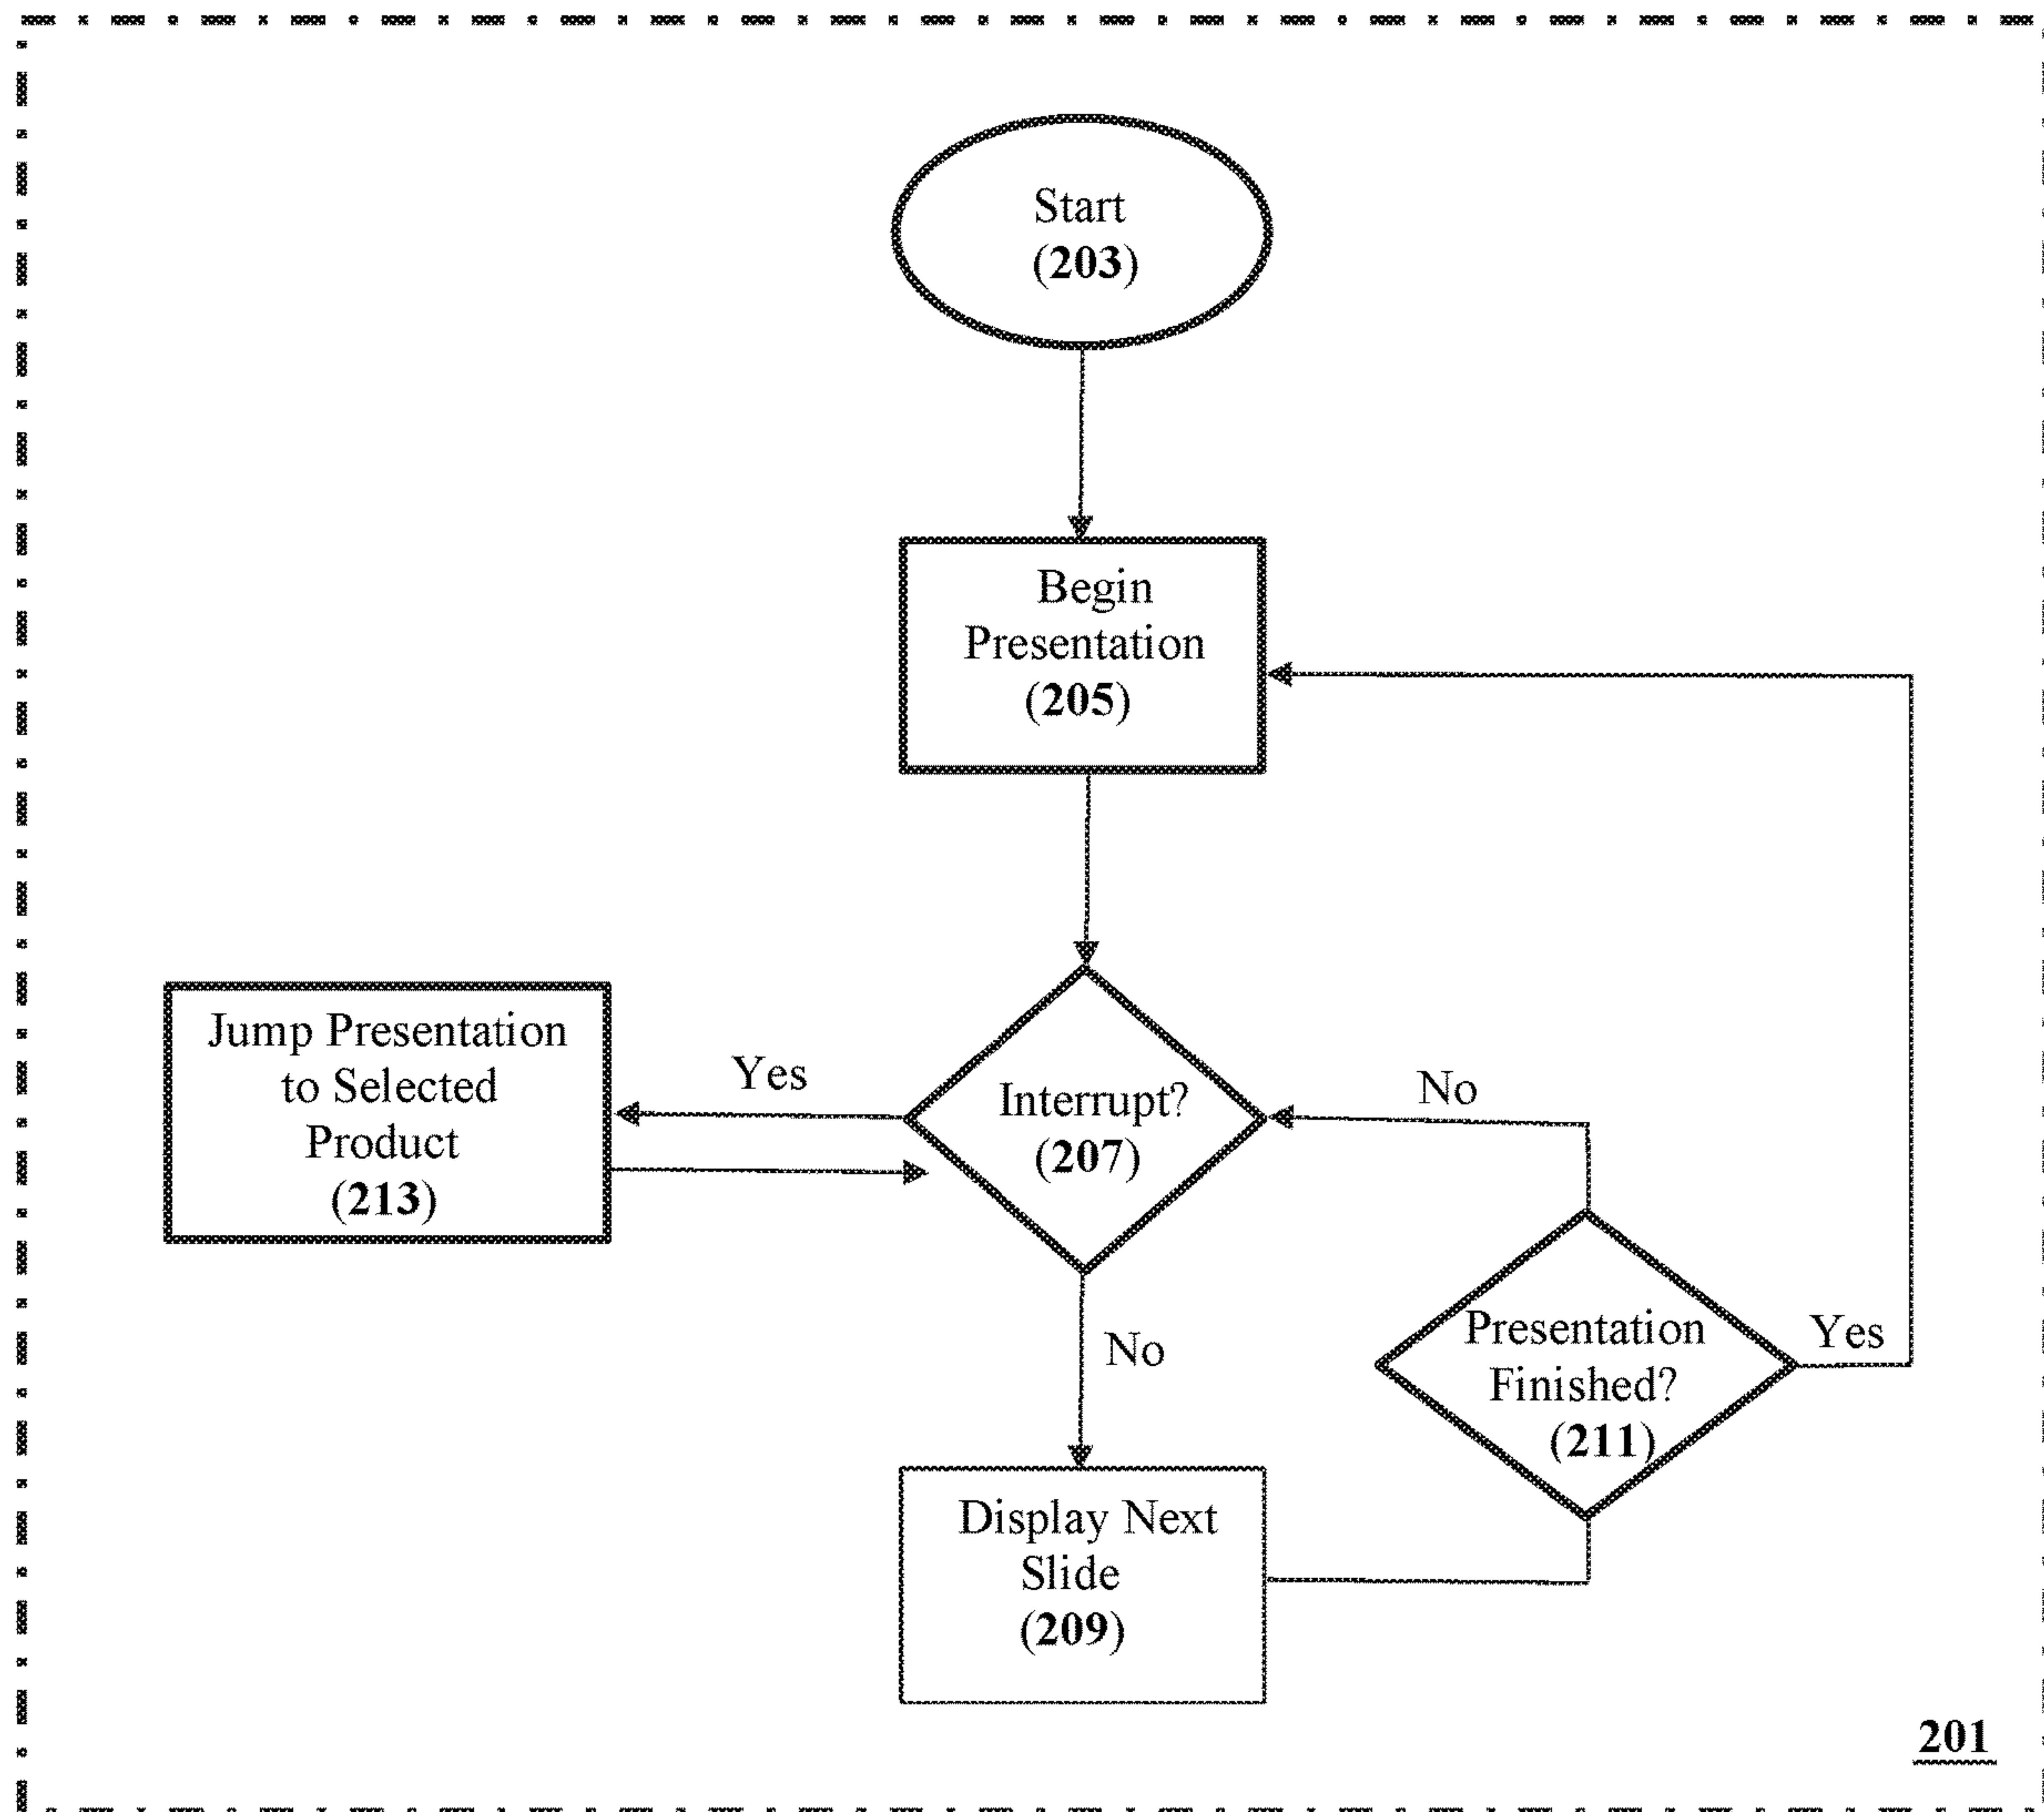 Start
(203)
Begin
Presentation
(205)
Jump Presentation
to Selected
Product
(213)
Yes
Interrupt?
(207)
No
No
Presentation
Finished?
(211)
Yes
Display Next
Slide
(209)
201